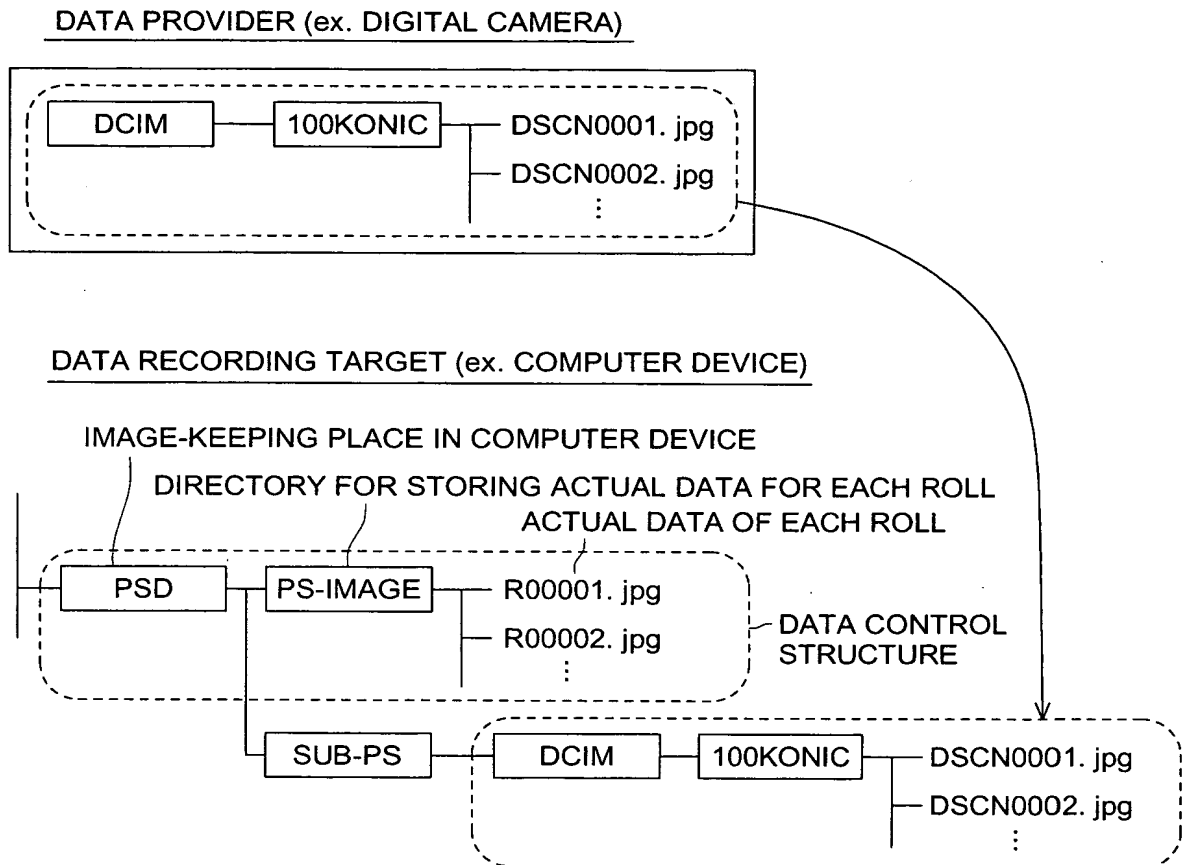 DATA PROVIDER (ex. DIGITAL CAMERA)
DCIM 100KONIC DSCN0001. jpg
DSCN0002. jpg
⋮
DATA RECORDING TARGET (ex. COMPUTER DEVICE)
IMAGE-KEEPING PLACE IN COMPUTER DEVICE
DIRECTORY FOR STORING ACTUAL DATA FOR EACH ROLL
ACTUAL DATA OF EACH ROLL
PSD PS-IMAGE R00001. jpg
R00002. jpg
⋮
DATA CONTROL
STRUCTURE
SUB-PS DCIM 100KONIC DSCN0001. jpg
DSCN0002. jpg
⋮